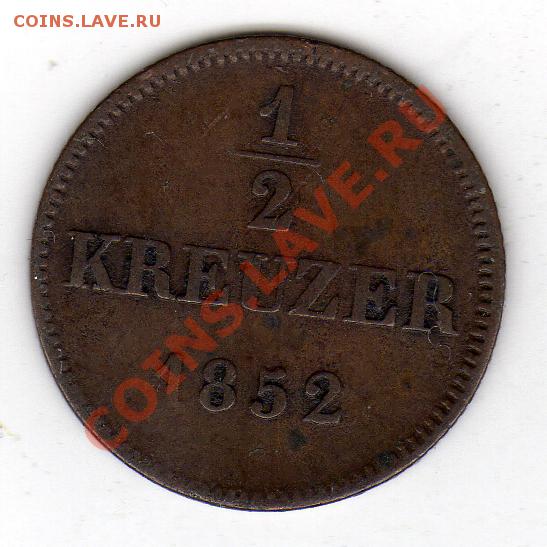 COINS.LAVE.RU
1
2
KREUZER
1852
COINS.LAVE.RU